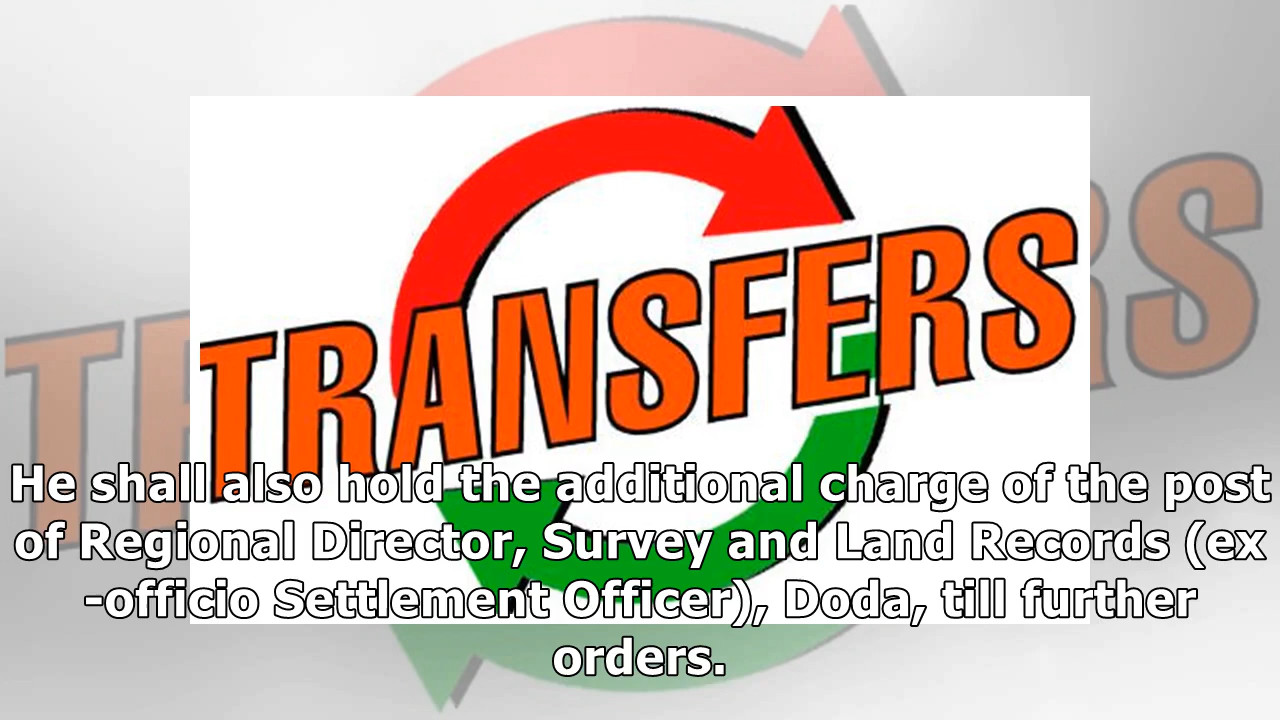 TRANSFERS
He shall also hold the additional charge of the post
of Regional Director, Survey and Land Records (ex
-officio Settlement Officer), Doda, till further
orders.